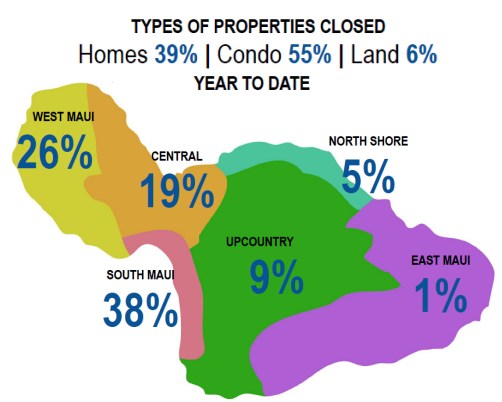 TYPES OF PROPERTIES CLOSED
Homes 39% | Condo 55% | Land 6%
YEAR TO DATE
WEST MAUI
26%
CENTRAL
19%
NORTH SHORE
5%
UPCOUNTRY
9%
EAST MAUI
1%
SOUTH MAUI
38%